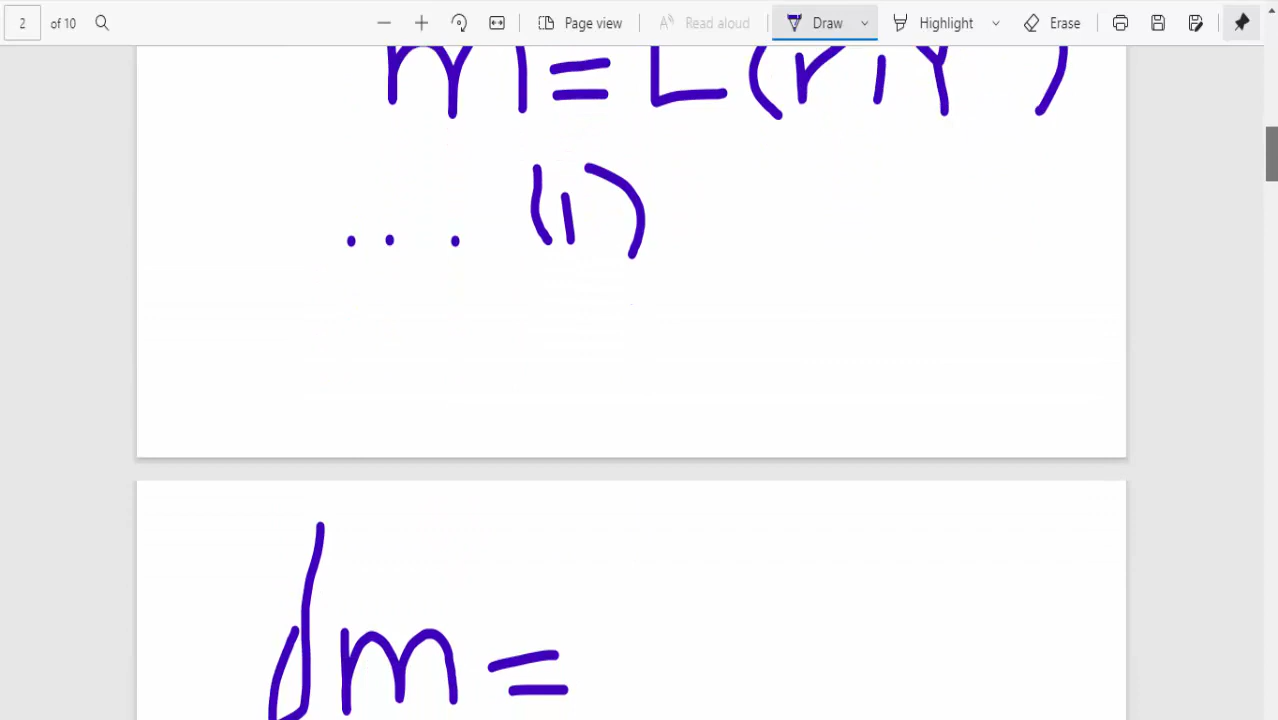 2 of 10 Page view Read aloud Draw Highlight Erase
m = L(r,Y)
... (1)
dm =